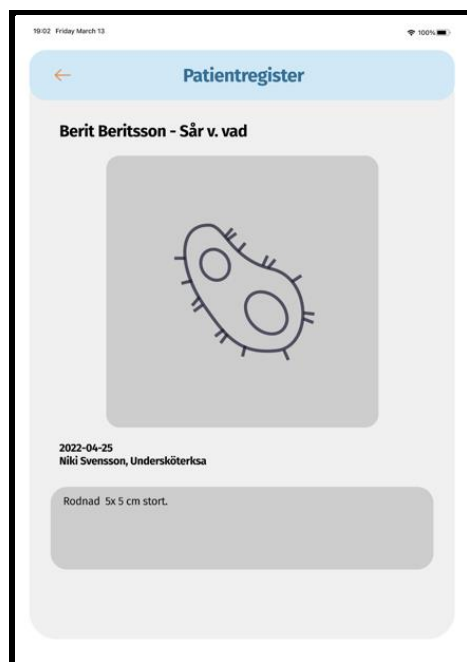 19:02 Friday March 13
100%
Patientregister
Berit Beritsson - Sår v. vad
2022-04-25
Niki Svensson, Undersköterksa
Rodnad 5x 5 cm stort.